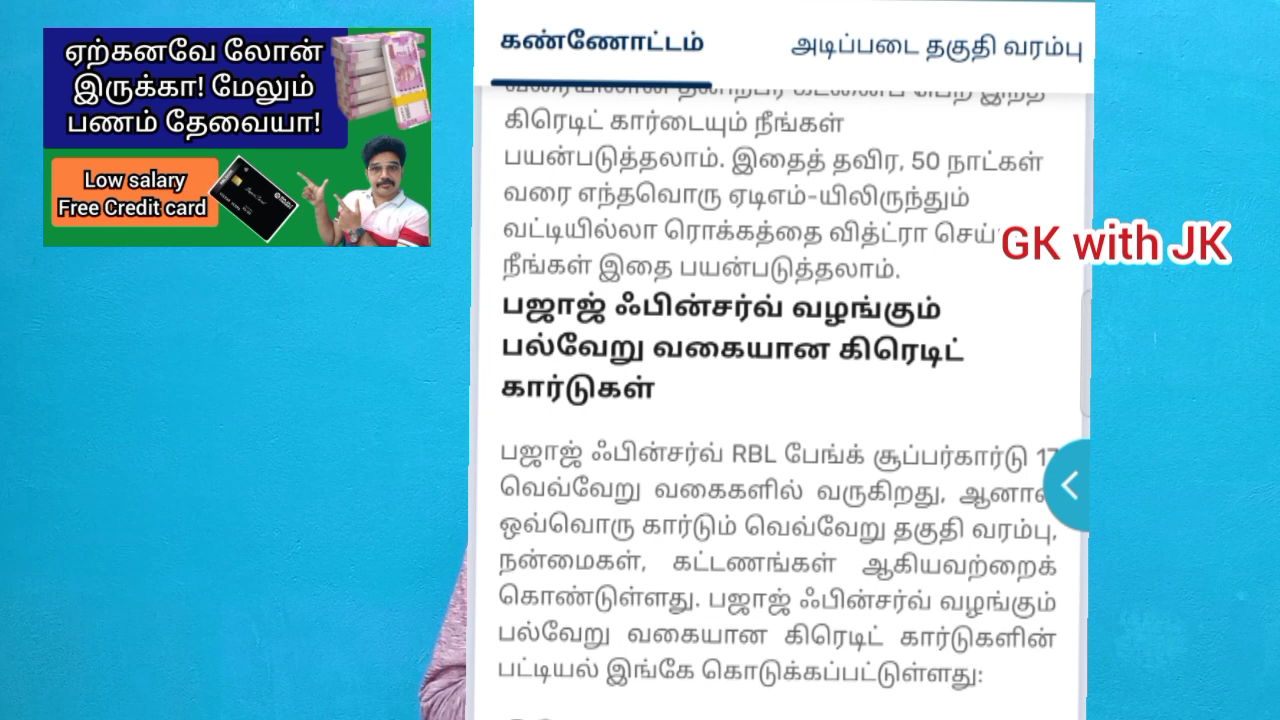 ஏற்கனவே லோன்
இருக்கா! மேலும்
பணம் தேவையா!
Low salary
Free Credit card
கண்ணோட்டம்
அடிப்படை தகுதி வரம்பு
கிரெடிட் கார்டையும் நீங்கள்
பயன்படுத்தலாம். இதைத் தவிர, 50 நாட்கள்
வரை எந்தவொரு ஏடிஎம்-யிலிருந்தும்
வட்டியில்லா ரொக்கத்தை வித்ட்ரா
நீங்கள் இதை பயன்படுத்தலாம்.
GK with JK
பஜாஜ் ஃபின்சர்வ் வழங்கும்
பல்வேறு வகையான கிரெடிட்
கார்டுகள்
பஜாஜ் ஃபின்சர்வ் RBL பேங்க் சூப்பர்கார்டு 17
வெவ்வேறு வகைகளில் வருகிறது,
ஒவ்வொரு கார்டும் வெவ்வேறு தகுதி வரம்பு,
நன்மைகள், கட்டணங்கள் ஆகியவற்றைக்
கொண்டுள்ளது. பஜாஜ் ஃபின்சர்வ் வழங்கும்
பல்வேறு வகையான கிரெடிட் கார்டுகளின்
பட்டியல் இங்கே கொடுக்கப்பட்டுள்ளது: